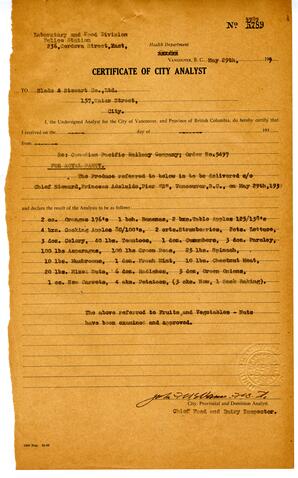 Laboratory and Food Division
Police Station
236, Cordova Street, East,
No 4759
Health Department
VANCOUVER, B. C., May 29th, 193
CERTIFICATE OF CITY ANALYST
TO Slade & Stewart Co., Ltd.
157, Water Street,
City.
I, the Undersigned Analyst for the City of Vancouver, and Province of British Columbia, do hereby certify that
I received on the day of 193
Re: Canadian Pacific Railway Company; Order No. 5497
FOR ROYAL PARTY.
The Produce referred to below is to be delivered c/o
Chief Steward, Princess Adelaide, Pier "D", Vancouver, B.C., on May 29th, 193
and declare the result of the Analysis to be as follows:
2 cs. Oranges 176's 1 bch. Bananas, 2 bxs. Table Apples 125/138's
4 bxs. Cooking Apples 80/100's, 2 crts. Strawberries, Lettuce,
3 doz. Celery, 40 lbs. Tomatoes, 1 doz. Cucumbers, 3 doz. Parsley,
100 lbs. Asparagus, 100 lbs Green Peas, 25 lbs. Spinach,
10 lbs. Mushrooms, 1 doz. Fresh Mint, 10 lbs. Chestnut Meat,
20 lbs. Mixed Nuts, 4 doz. Radishes, 3 doz. Green Onions,
1 cs. New Carrots, 4 sks. Potatoes, (3 sks. New, 1 Sack Baking).
The above referred to Fruits and Vegetables - Nuts
have been examined and approved.
City, Provincial and Dominion Analyst.
Chief Food and Dairy Inspector.